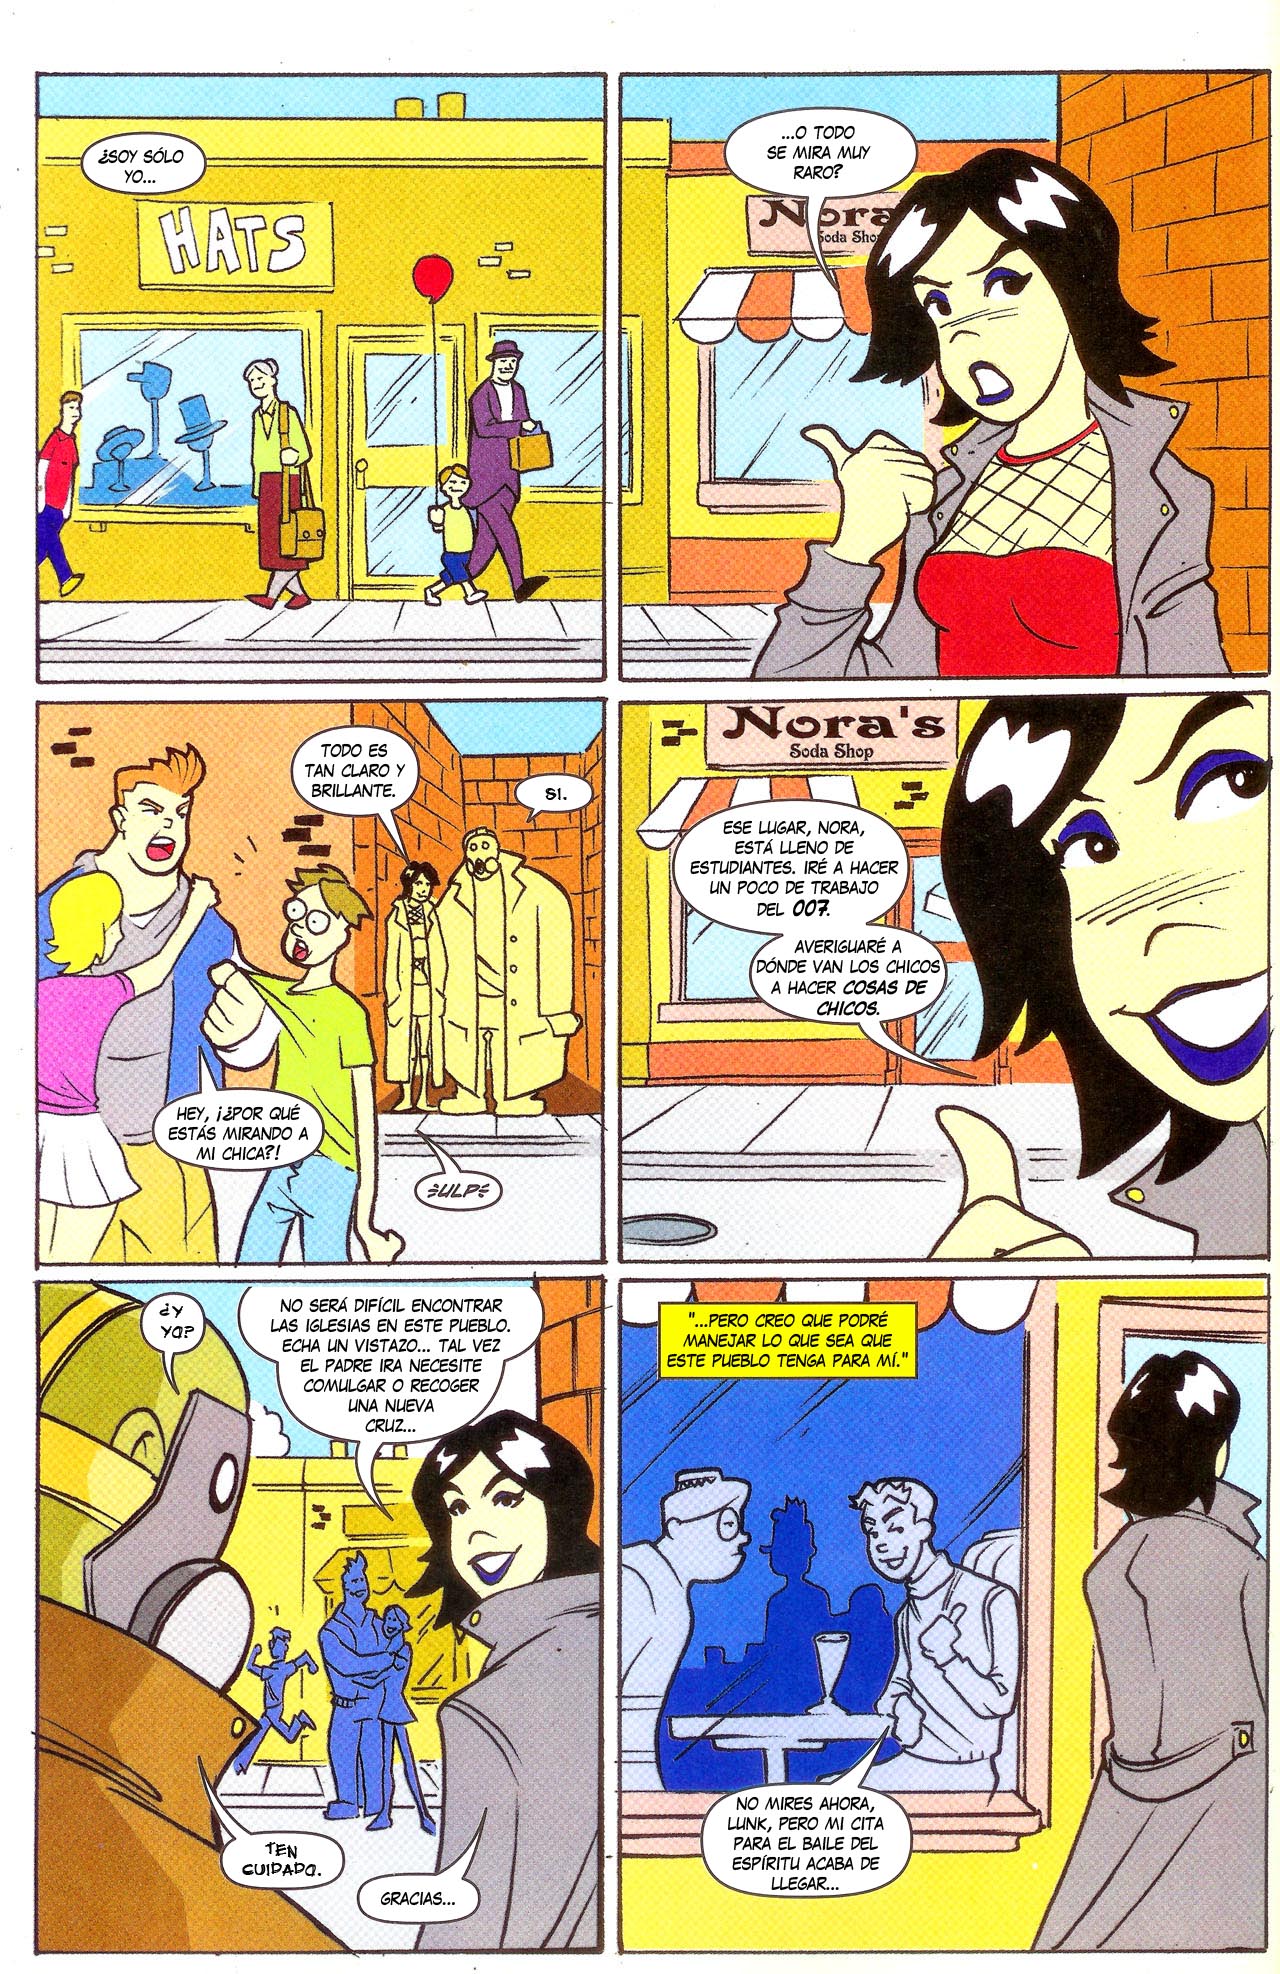 ¿SOY SÓLO
YO...
HATS
...O TODO
SE MIRA MUY
RARO?
Nora's
Soda Shop
TODO ES
TAN CLARO Y
BRILLANTE.
SI.
HEY, ¡¿POR QUÉ
ESTÁS MIRANDO A
MI CHICA?!
ULP
Nora's
Soda Shop
ESE LUGAR, NORA,
ESTÁ LLENO DE
ESTUDIANTES. IRÉ A HACER
UN POCO DE TRABAJO
DEL 007.
AVERIGUARÉ A
DÓNDE VAN LOS CHICOS
A HACER COSAS DE
CHICOS.
¿Y
YO?
NO SERÁ DIFÍCIL ENCONTRAR
LAS IGLESIAS EN ESTE PUEBLO.
ECHA UN VISTAZO... TAL VEZ
EL PADRE IRA NECESITE
COMULGAR O RECOGER
UNA NUEVA
CRUZ...
TEN
CUIDADO.
GRACIAS...
"...PERO CREO QUE PODRÉ
MANEJAR LO QUE SEA QUE
ESTE PUEBLO TENGA PARA MÍ."
NO MIRES AHORA,
LUNK, PERO MI CITA
PARA EL BAILE DEL
ESPÍRITU ACABA DE
LLEGAR...